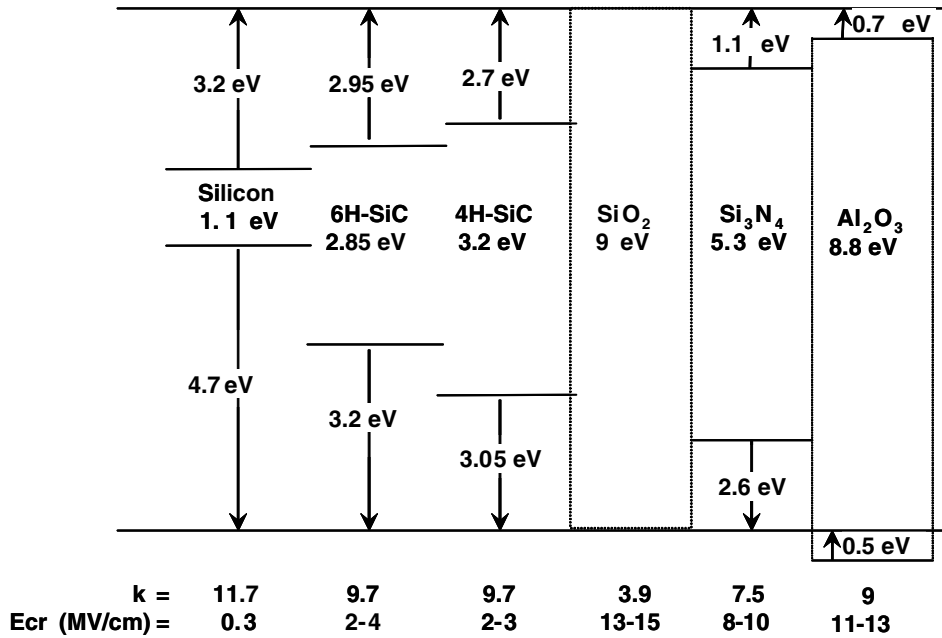 0.7 eV
1.1 eV
3.2 eV
2.95 eV
2.7 eV
Silicon
1.1 eV
6H-SiC
2.85 eV
4H-SiC
3.2 eV
SiO2
9 eV
Si3N4
5.3 eV
Al2O3
8.8 eV
4.7 eV
3.2 eV
3.05 eV
2.6 eV
0.5 eV
k = 11.7 9.7 9.7 3.9 7.5 9
Ecr (MV/cm) = 0.3 2-4 2-3 13-15 8-10 11-13